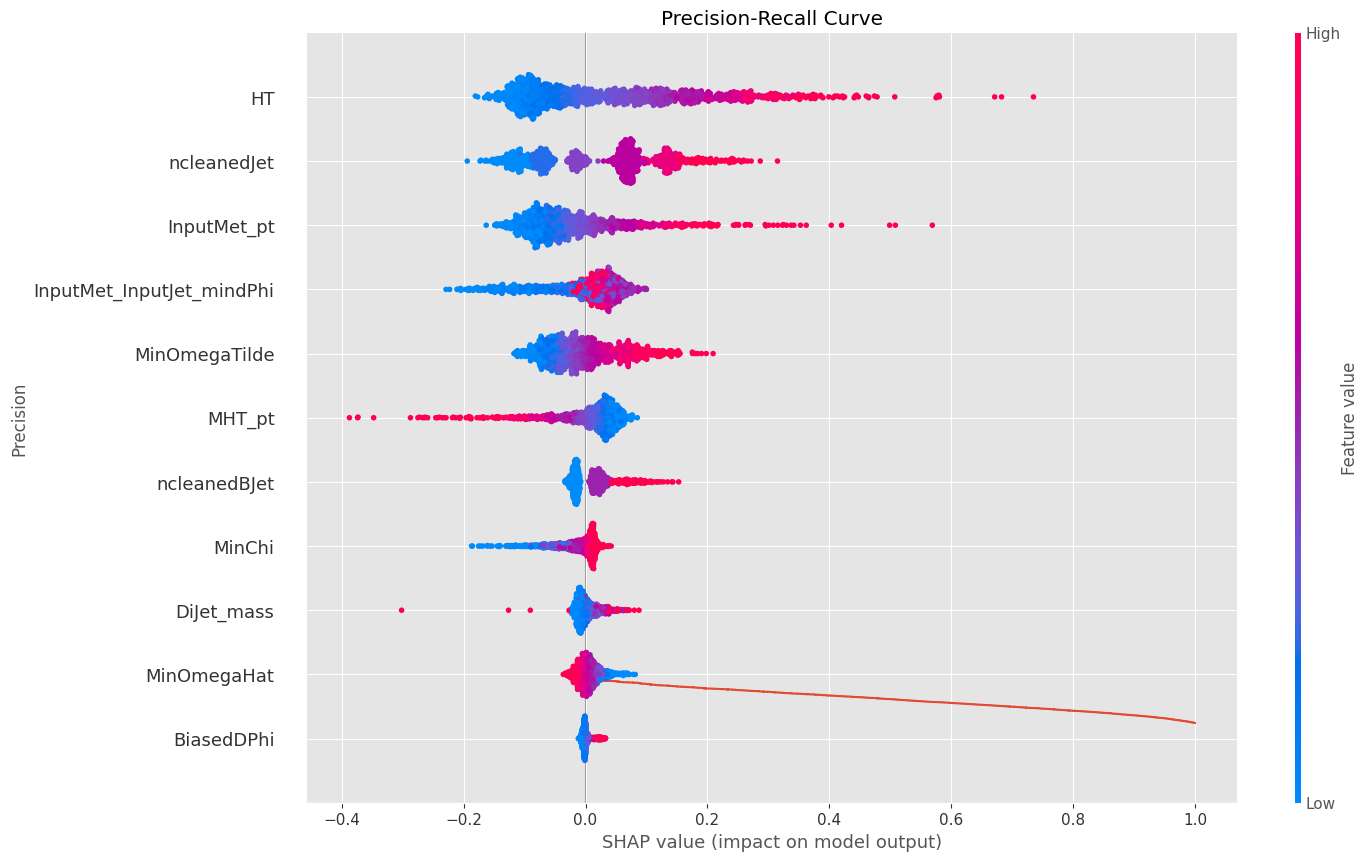 Precision-Recall Curve
High
HT
ncleanedJet
InputMet_pt
InputMet_InputJet_mindPhi
MinOmegaTilde
MHT_pt
Precision
Feature value
ncleanedBJet
MinChi
DiJet_mass
MinOmegaHat
BiasedDPhi
Low
−0.4 −0.2 0.0 0.2 0.4 0.6 0.8 1.0
SHAP value (impact on model output)